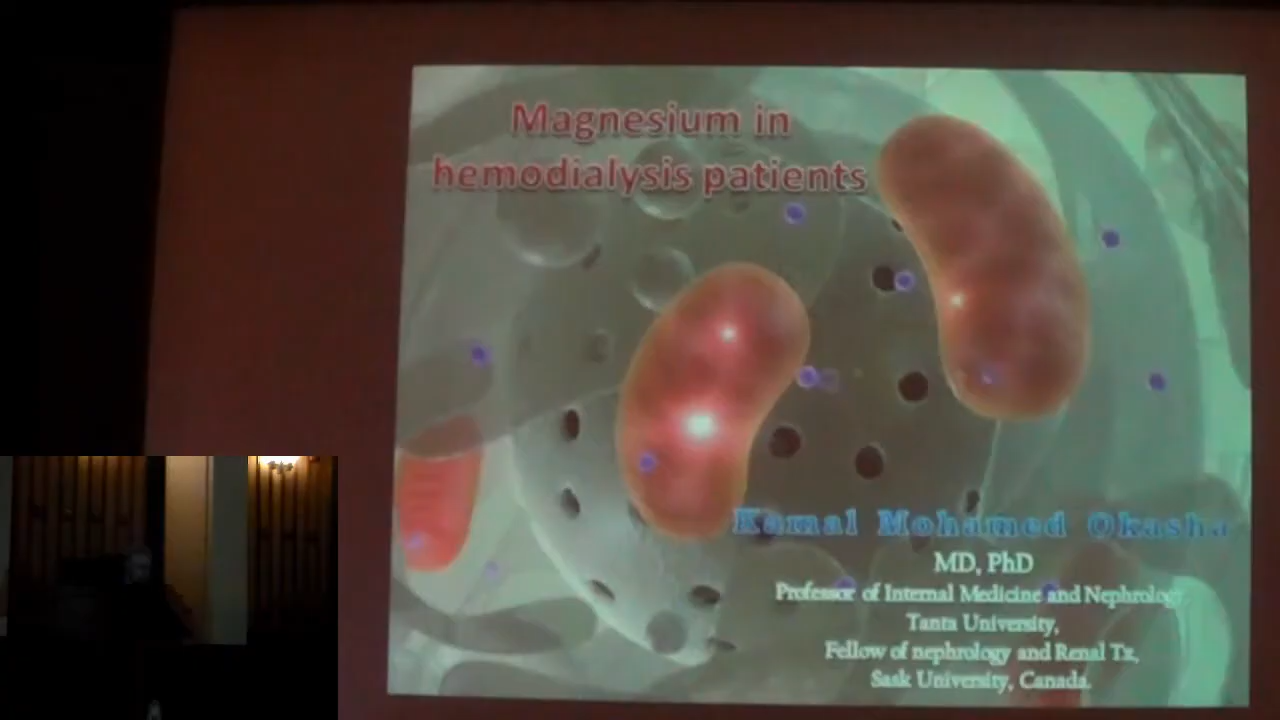 Magnesium in
hemodialysis patients
Kamal Mohamed Okasha
MD, PhD
Professor of Internal Medicine and Nephrology
Tanta University,
Fellow of nephrology and Renal Tx,
Sask University, Canada.